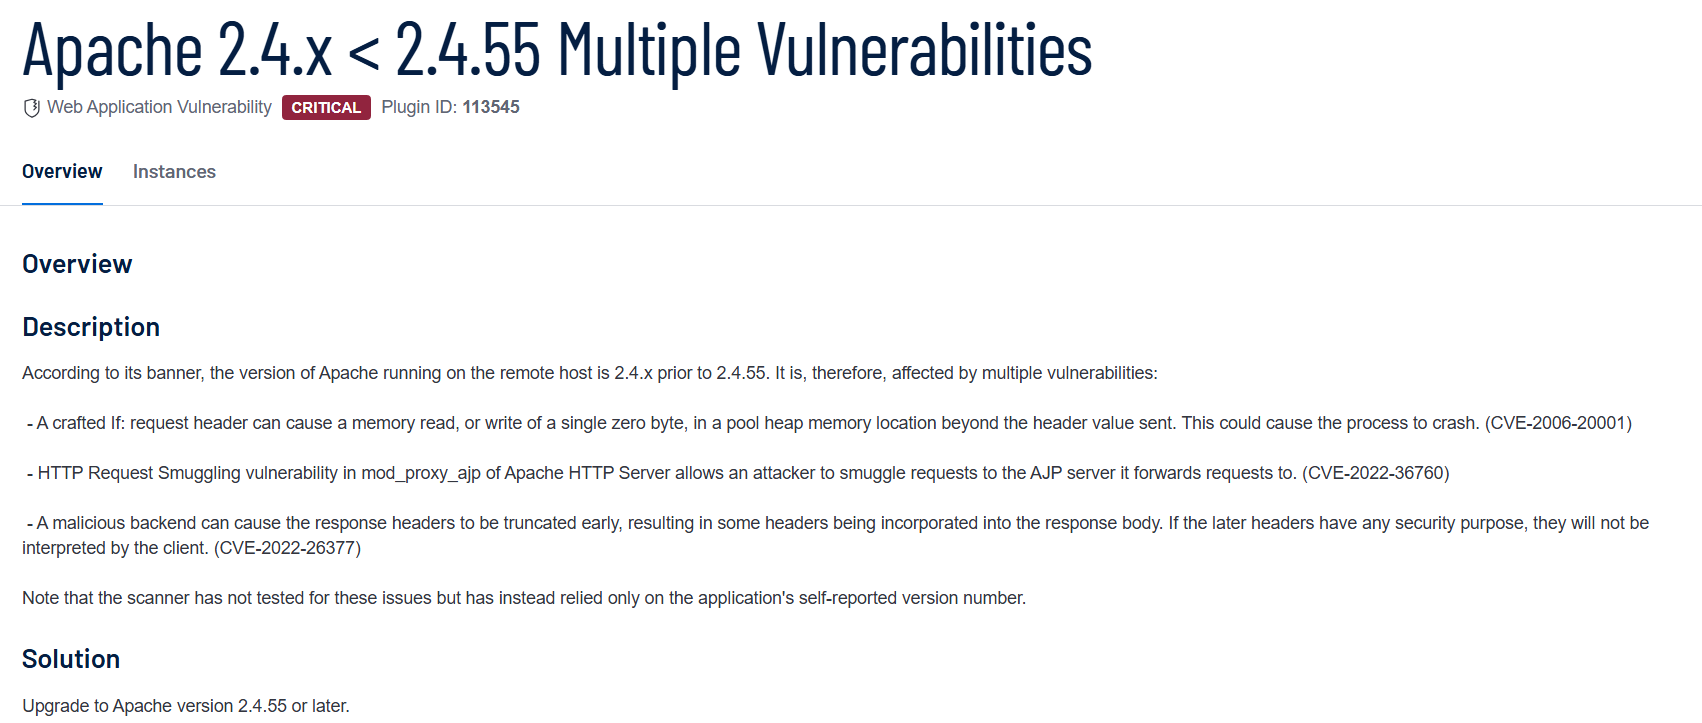 Apache 2.4.x < 2.4.55 Multiple Vulnerabilities
Web Application Vulnerability CRITICAL Plugin ID: 113545
Overview Instances
Overview
Description
According to its banner, the version of Apache running on the remote host is 2.4.x prior to 2.4.55. It is, therefore, affected by multiple vulnerabilities:
- A crafted If: request header can cause a memory read, or write of a single zero byte, in a pool heap memory location beyond the header value sent. This could cause the process to crash. (CVE-2006-20001)
- HTTP Request Smuggling vulnerability in mod_proxy_ajp of Apache HTTP Server allows an attacker to smuggle requests to the AJP server it forwards requests to. (CVE-2022-36760)
- A malicious backend can cause the response headers to be truncated early, resulting in some headers being incorporated into the response body. If the later headers have any security purpose, they will not be
interpreted by the client. (CVE-2022-26377)
Note that the scanner has not tested for these issues but has instead relied only on the application's self-reported version number.
Solution
Upgrade to Apache version 2.4.55 or later.